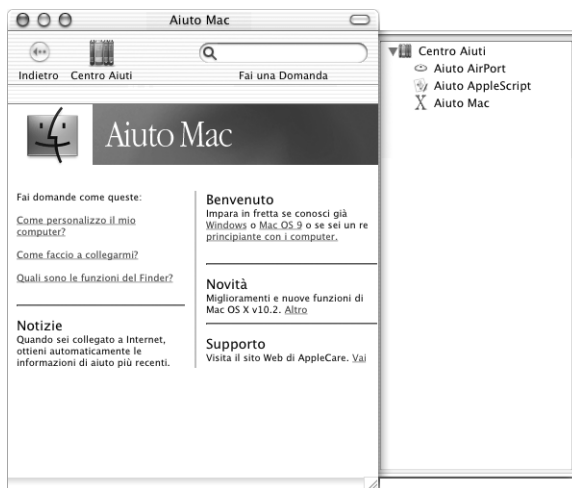 Aiuto Mac
Indietro
Centro Aiuti
Fai una Domanda
Aiuto Mac
Fai domande come queste:
Come personalizzo il mio
computer?
Come faccio a collegarmi?
Quali sono le funzioni del Finder?
Notizie
Quando sei collegato a Internet,
ottieni automaticamente le
informazioni di aiuto più recenti.
Benvenuto
Impara in fretta se conosci già
Windows o Mac OS 9 o se sei un re
principiante con i computer.
Novità
Miglioramenti e nuove funzioni di
Mac OS X v10.2. Altro
Supporto
Visita il sito Web di AppleCare. Vai
Centro Aiuti
Aiuto AirPort
Aiuto AppleScript
Aiuto Mac